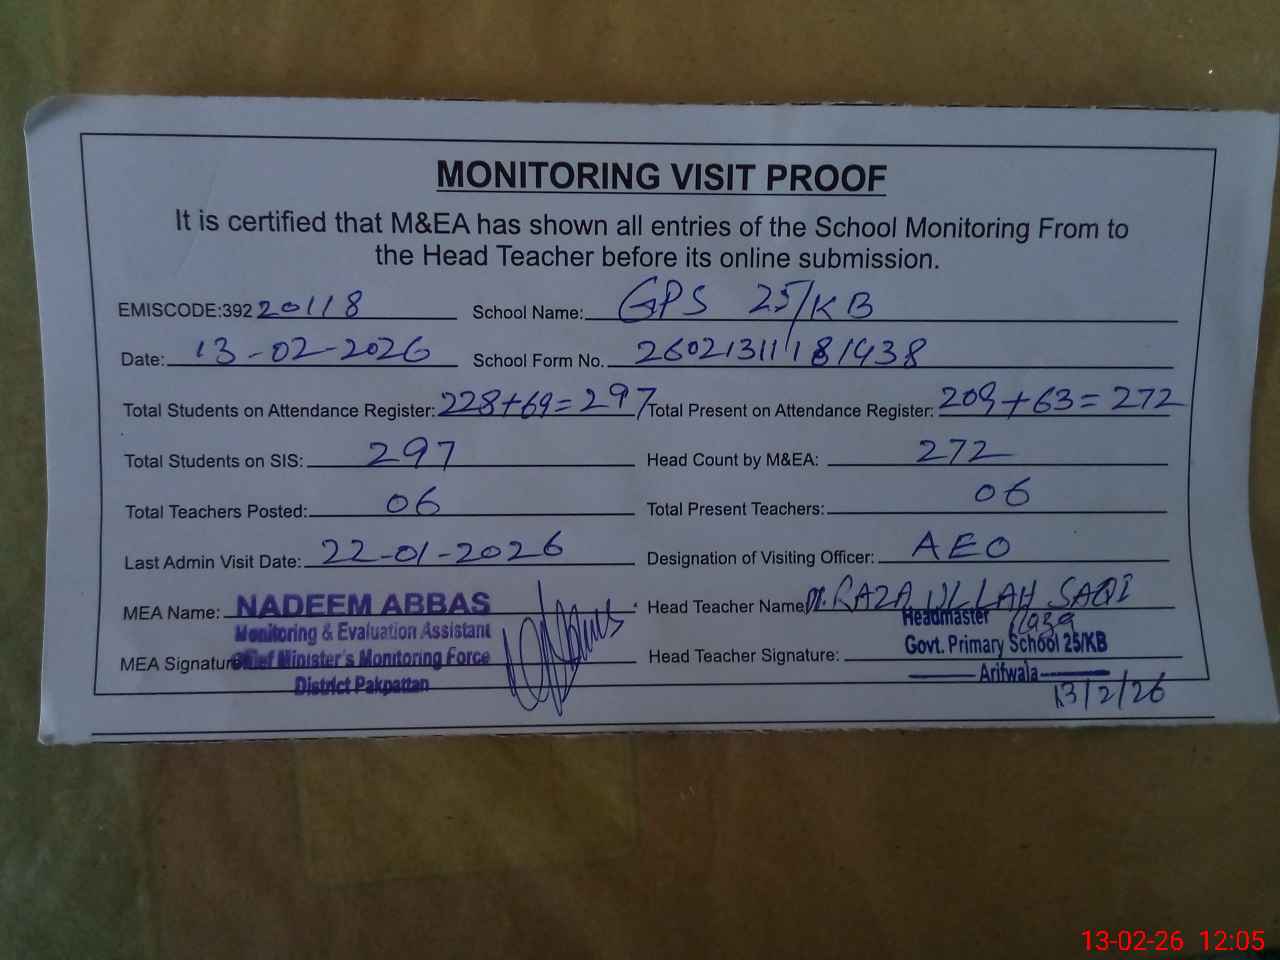 MONITORING VISIT PROOF
It is certified that M&EA has shown all entries of the School Monitoring From to
the Head Teacher before its online submission.
EMISCODE:392 20118 School Name: GPS 25/KB
Date: 13-02-2026 School Form No. 26021311181438
Total Students on Attendance Register: 228+69=297 Total Present on Attendance Register: 209+63=272
Total Students on SIS: 297 Head Count by M&EA: 272
Total Teachers Posted: 06 Total Present Teachers: 06
Last Admin Visit Date: 22-01-2026 Designation of Visiting Officer: AEO
MEA Name: NADEEM ABBAS Head Teacher Name: RAZA ULLAH SAQI
Monitoring & Evaluation Assistant Headmaster
MEA Signature Chief Minister's Monitoring Force Head Teacher Signature: Govt. Primary School 25/KB
District Pakpattan Arifwala
13/2/26
13-02-26 12:05